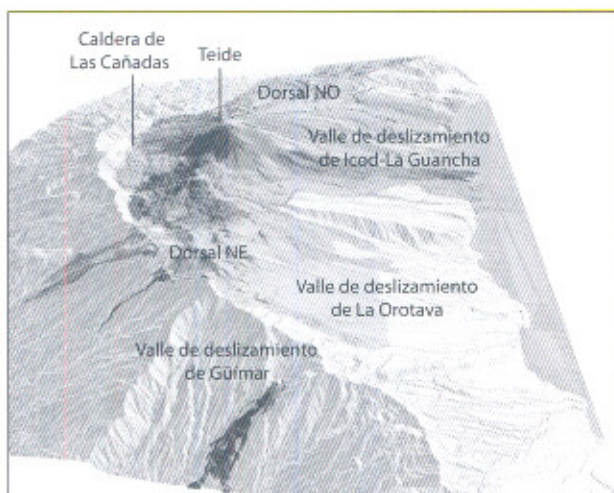 Caldera de
Las Cañadas
Teide
Dorsal NO
Valle de deslizamiento
de Icod-La Guancha
Dorsal NE
Valle de deslizamiento
de La Orotava
Valle de deslizamiento
de Güímar